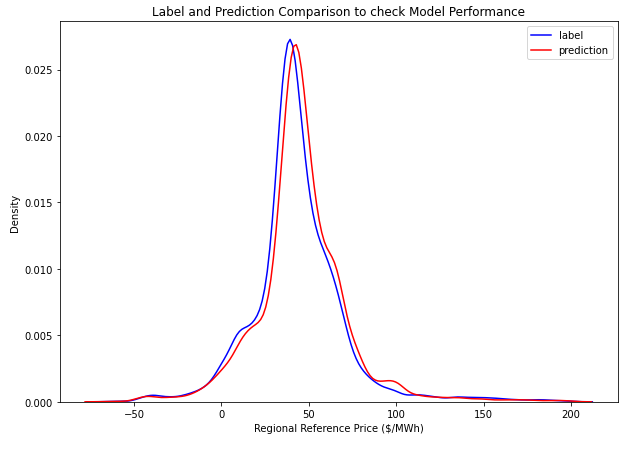 Label and Prediction Comparison to check Model Performance
label
prediction
0.025
0.020
0.015
0.010
0.005
0.000
Density
−50
0
50
100
150
200
Regional Reference Price ($/MWh)